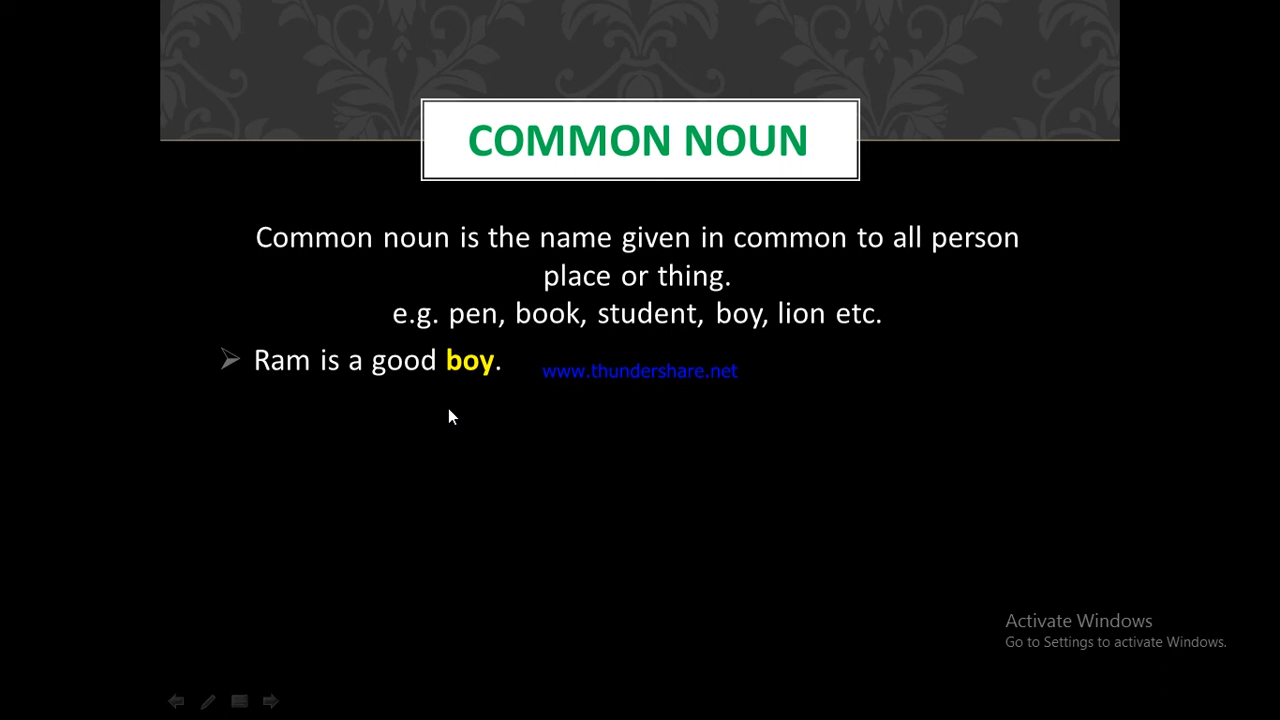 COMMON NOUN
Common noun is the name given in common to all person
place or thing.
e.g. pen, book, student, boy, lion etc.
Ram is a good boy.
www.thundershare.net
Activate Windows
Go to Settings to activate Windows.